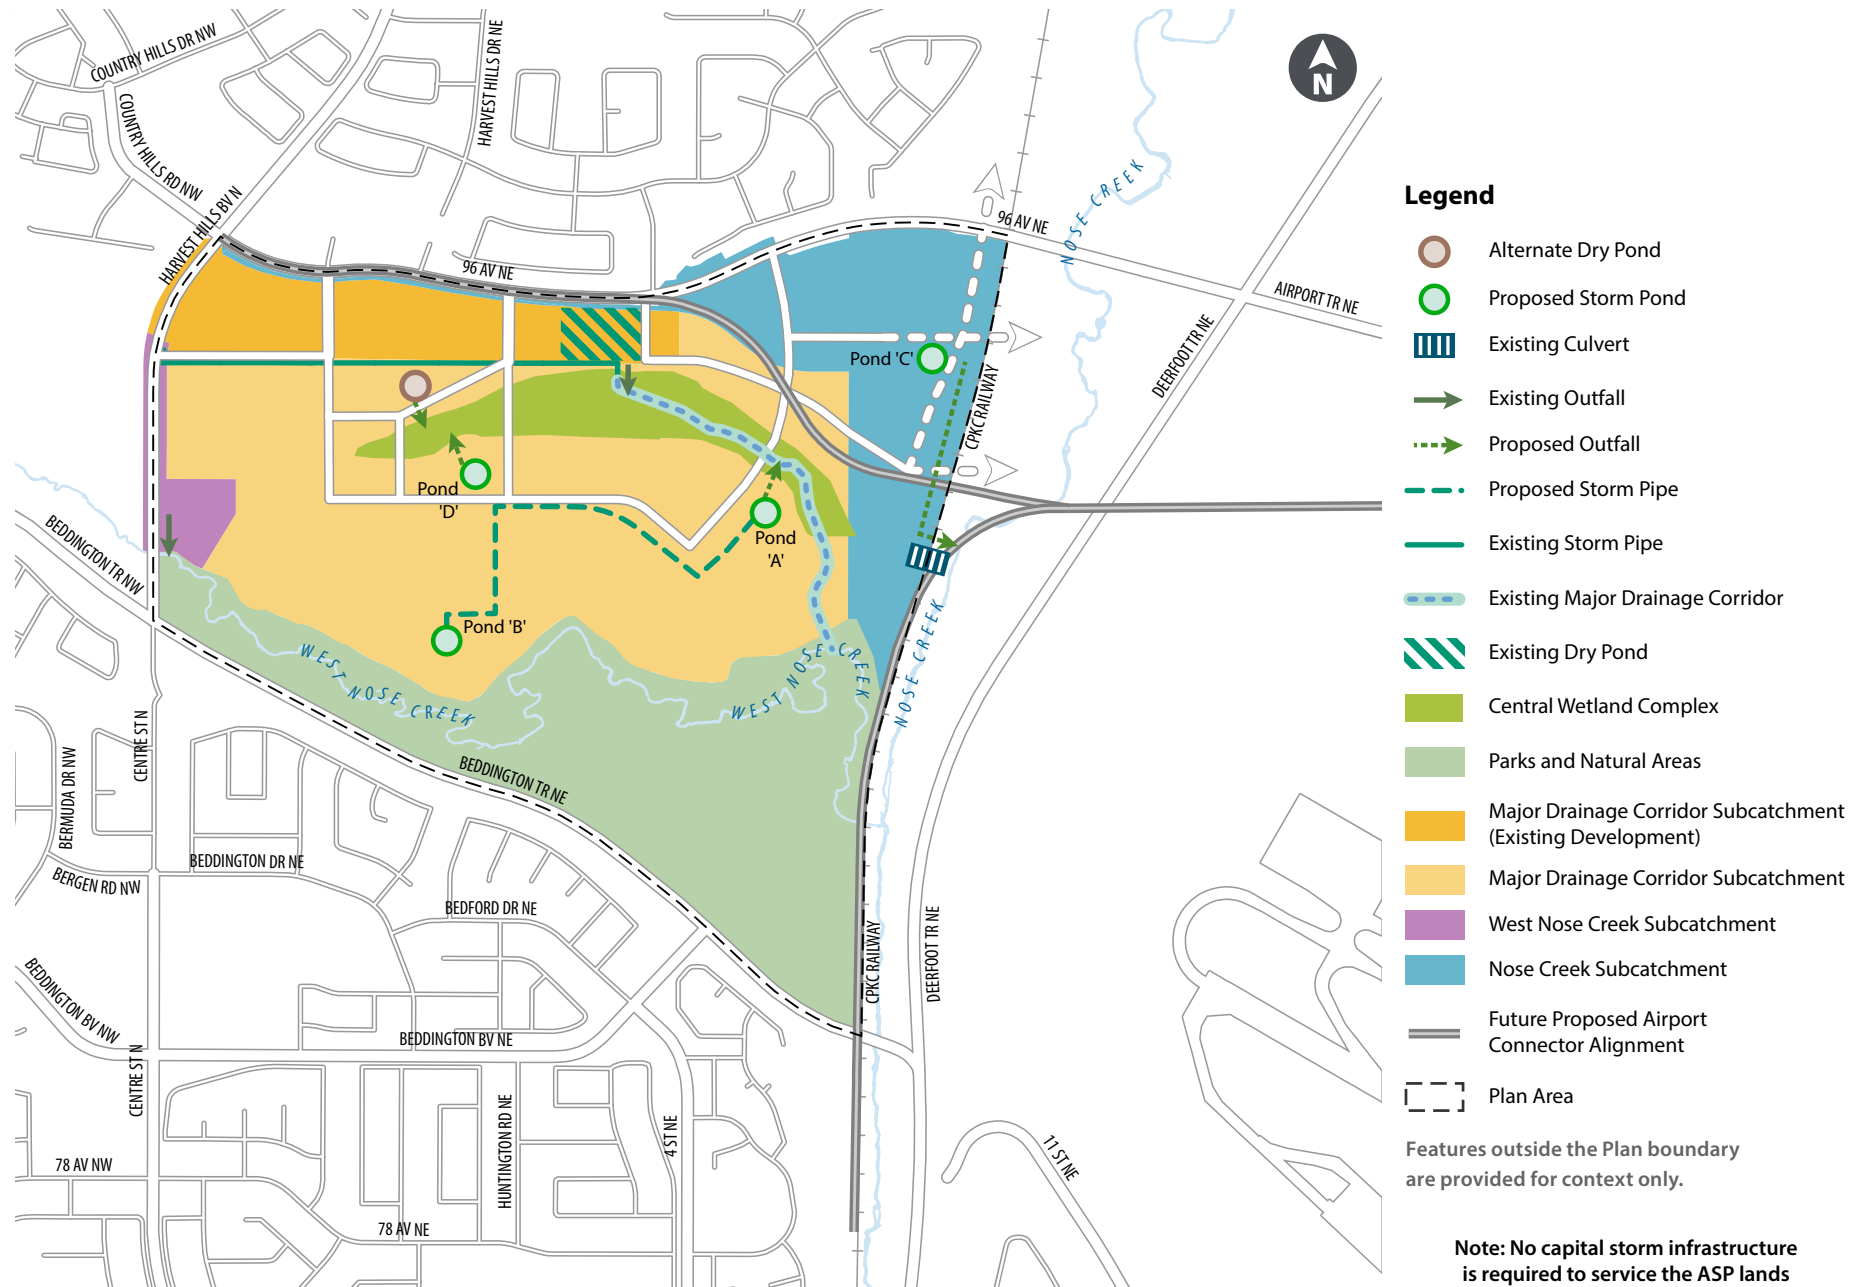 COUNTRY HILLS DR NW
COUNTRY HILLS RD NW
HARVEST HILLS DR NE
HARVEST HILLS BV N
96 AV NE
96 AV NE
NOSE CREEK
AIRPORT TR NE
DEERFOOT TR NE
CPKC RAILWAY
Pond 'C'
Pond
'D'
Pond
'A'
Pond 'B'
BEDDINGTON TR NW
WEST NOSE CREEK
WEST NOSE CREEK
NOSE CREEK
CENTRE ST N
BERMUDA DR NW
BEDDINGTON TR NE
BEDDINGTON DR NE
BERGEN RD NW
BEDFORD DR NE
CPKC RAILWAY
DEERFOOT TR NE
BEDDINGTON BV NW
BEDDINGTON BV NE
CENTRE ST N
HUNTINGTON RD NE
4 ST NE
11 ST NE
78 AV NW
78 AV NE
N
Legend
Alternate Dry Pond
Proposed Storm Pond
Existing Culvert
Existing Outfall
Proposed Outfall
Proposed Storm Pipe
Existing Storm Pipe
Existing Major Drainage Corridor
Existing Dry Pond
Central Wetland Complex
Parks and Natural Areas
Major Drainage Corridor Subcatchment
(Existing Development)
Major Drainage Corridor Subcatchment
West Nose Creek Subcatchment
Nose Creek Subcatchment
Future Proposed Airport
Connector Alignment
Plan Area
Features outside the Plan boundary
are provided for context only.
Note: No capital storm infrastructure
is required to service the ASP lands